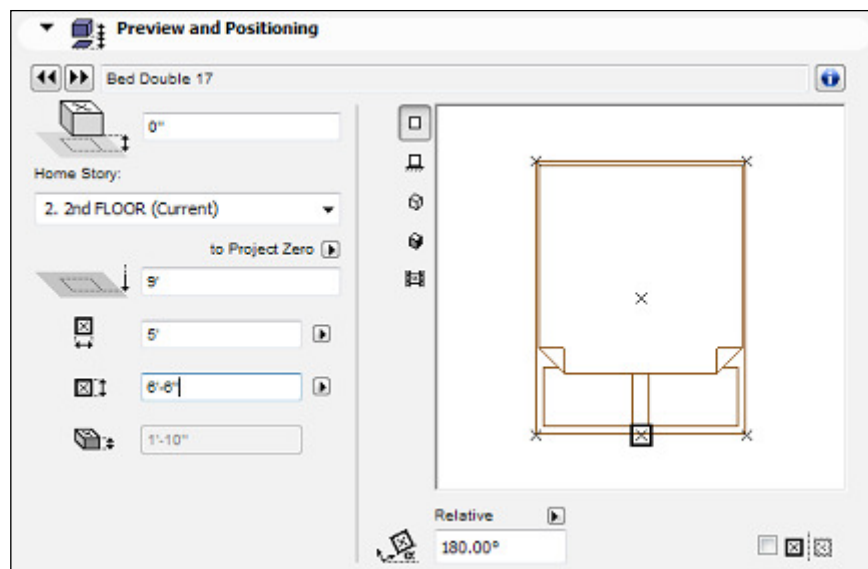 Preview and Positioning
Bed Double 17
0"
Home Story:
2. 2nd FLOOR (Current)
to Project Zero
9'
5'
6'-6"
1'-10"
Relative
α
180.00°